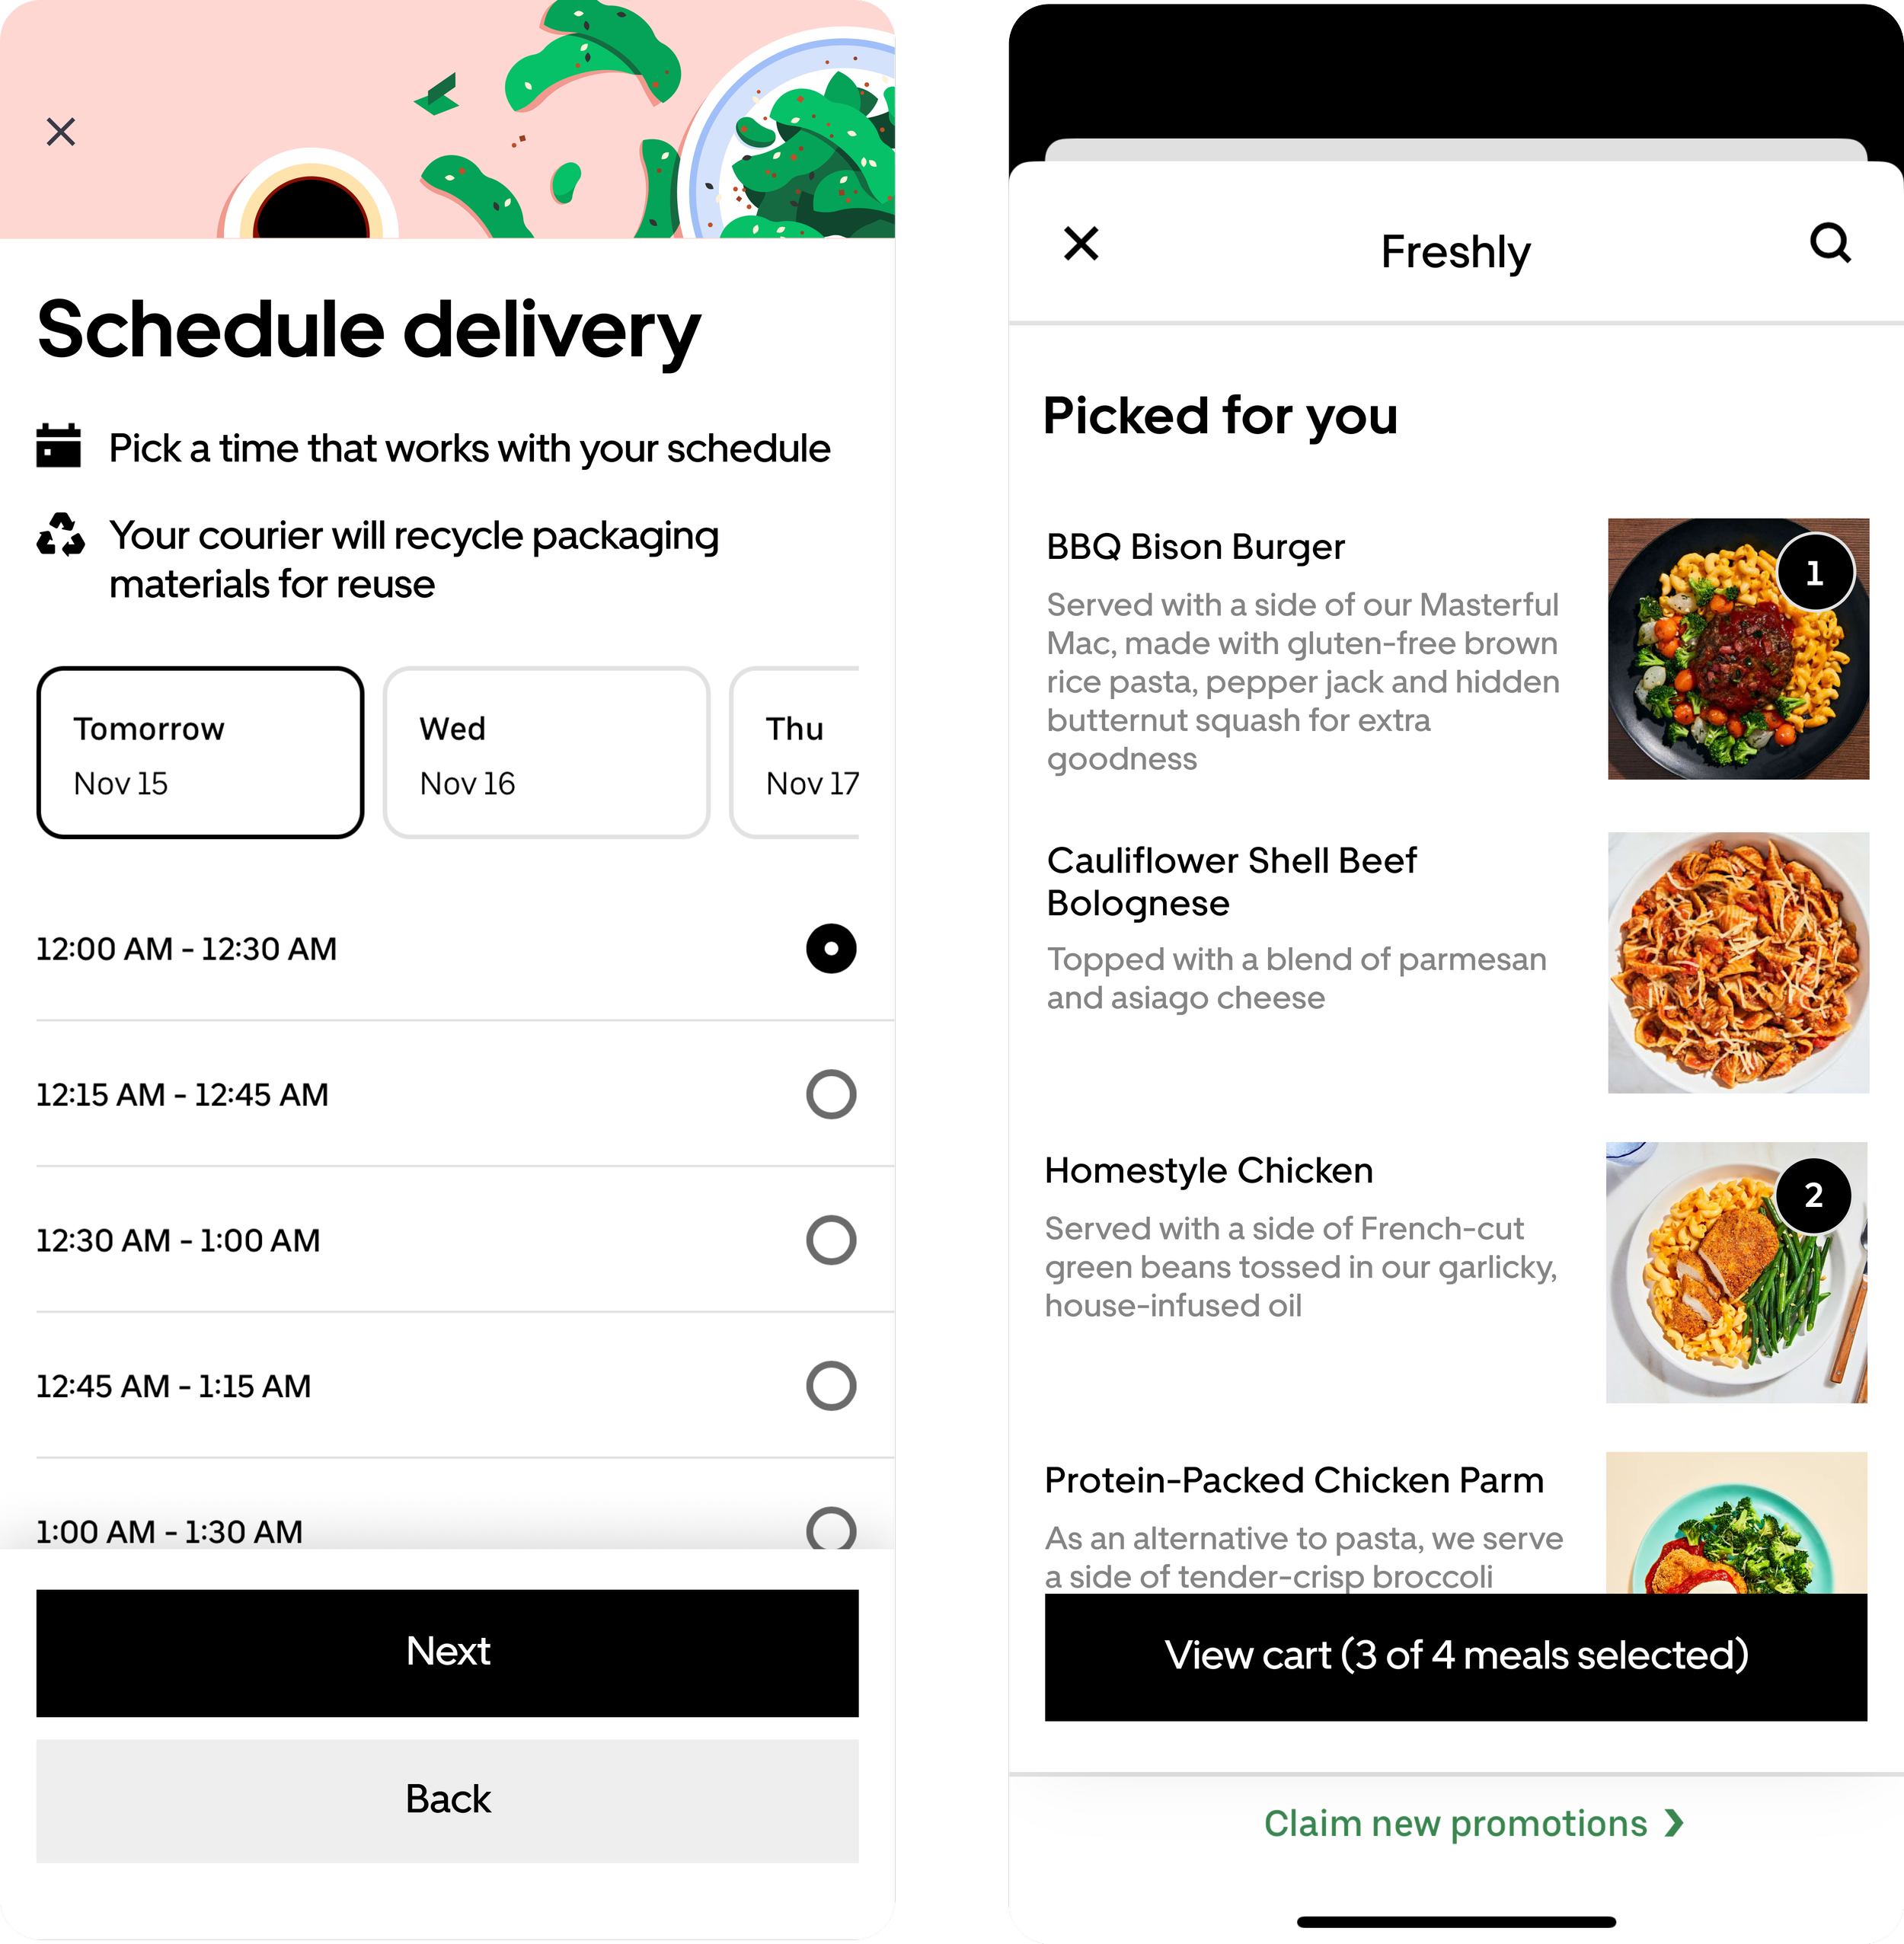 Schedule delivery
Pick a time that works with your schedule
Your courier will recycle packaging
materials for reuse
Tomorrow
Nov 15
Wed
Nov 16
Thu
Nov 17
12:00 AM - 12:30 AM
12:15 AM - 12:45 AM
12:30 AM - 1:00 AM
12:45 AM - 1:15 AM
1:00 AM - 1:30 AM
Next
Back
Freshly
Picked for you
BBQ Bison Burger
Served with a side of our Masterful
Mac, made with gluten-free brown
rice pasta, pepper jack and hidden
butternut squash for extra
goodness
1
Cauliflower Shell Beef
Bolognese
Topped with a blend of parmesan
and asiago cheese
Homestyle Chicken
Served with a side of French-cut
green beans tossed in our garlicky,
house-infused oil
2
Protein-Packed Chicken Parm
As an alternative to pasta, we serve
a side of tender-crisp broccoli
View cart (3 of 4 meals selected)
Claim new promotions